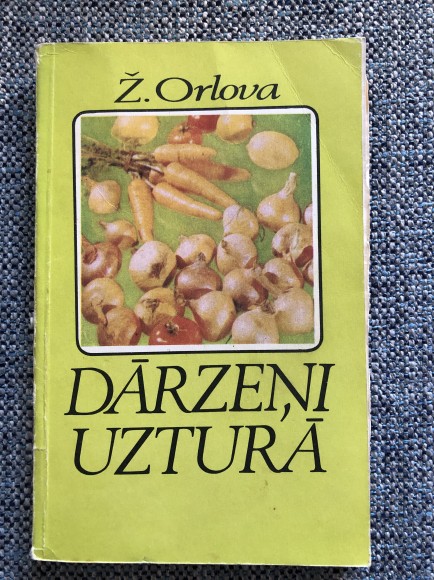 Ž. Orlova
DĀRZEŅI
UZTURĀ